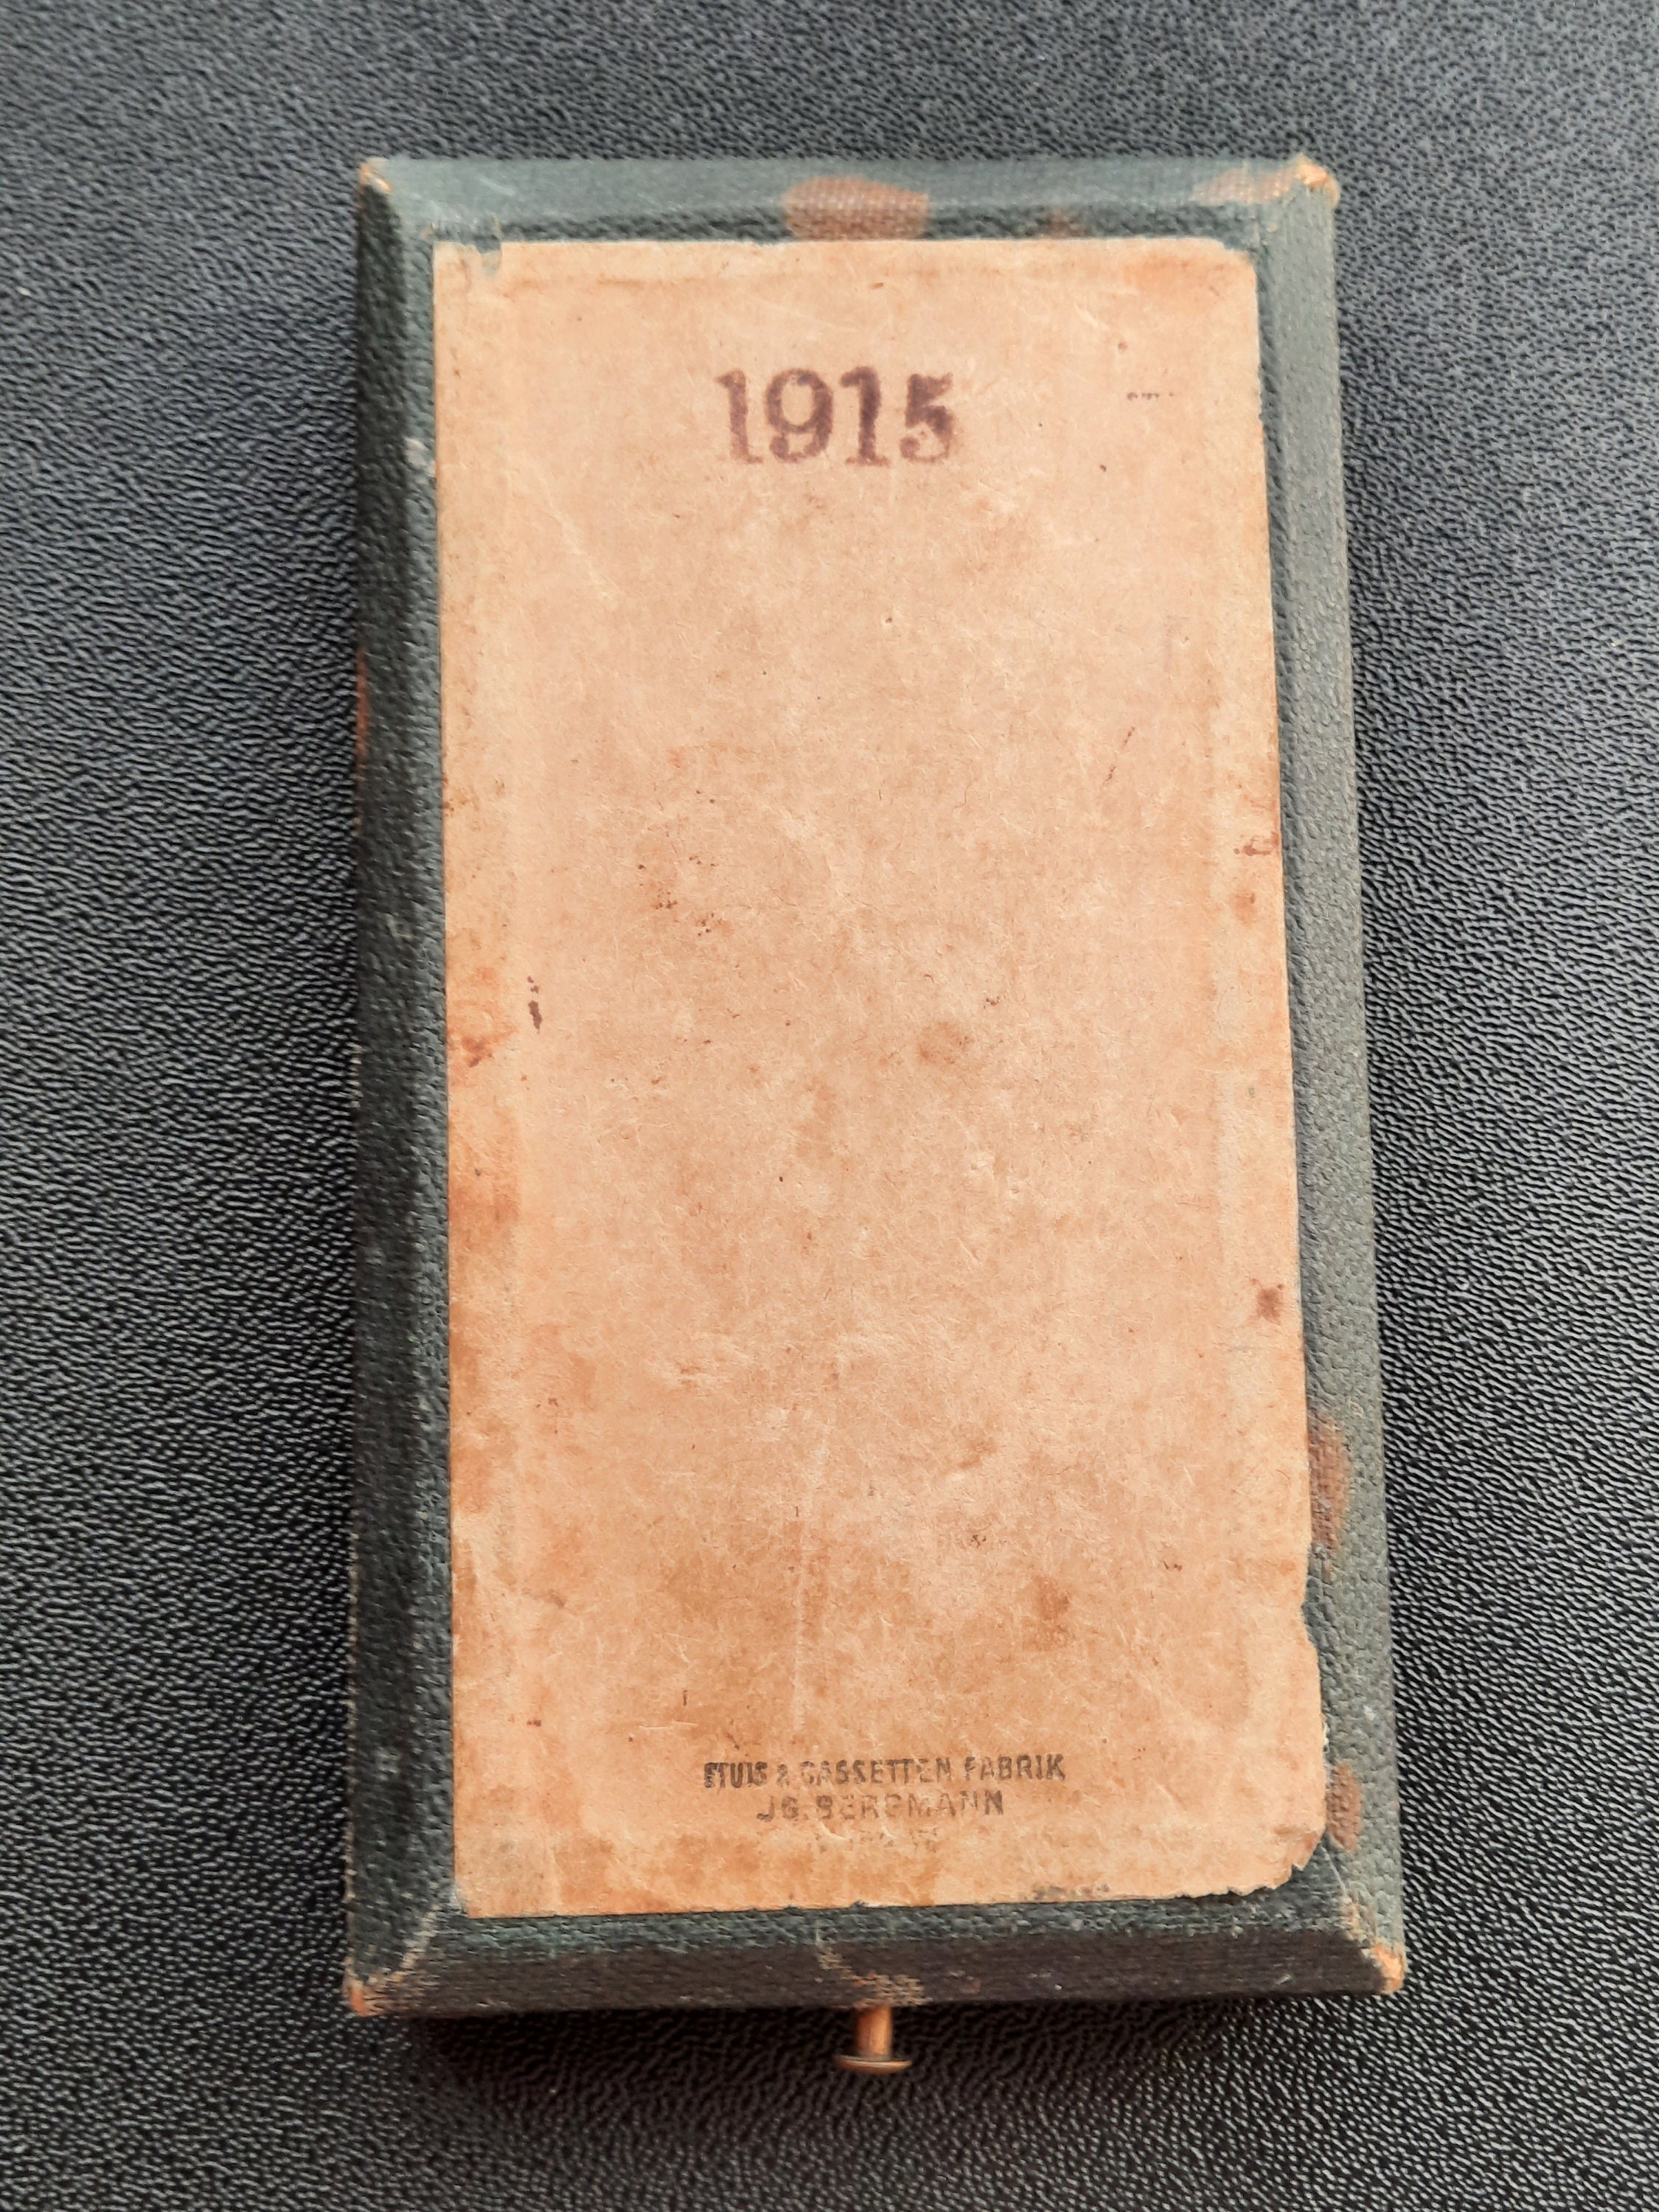 1915
ETUIS & CASSETTEN FABRIK
JG. BERGMANN